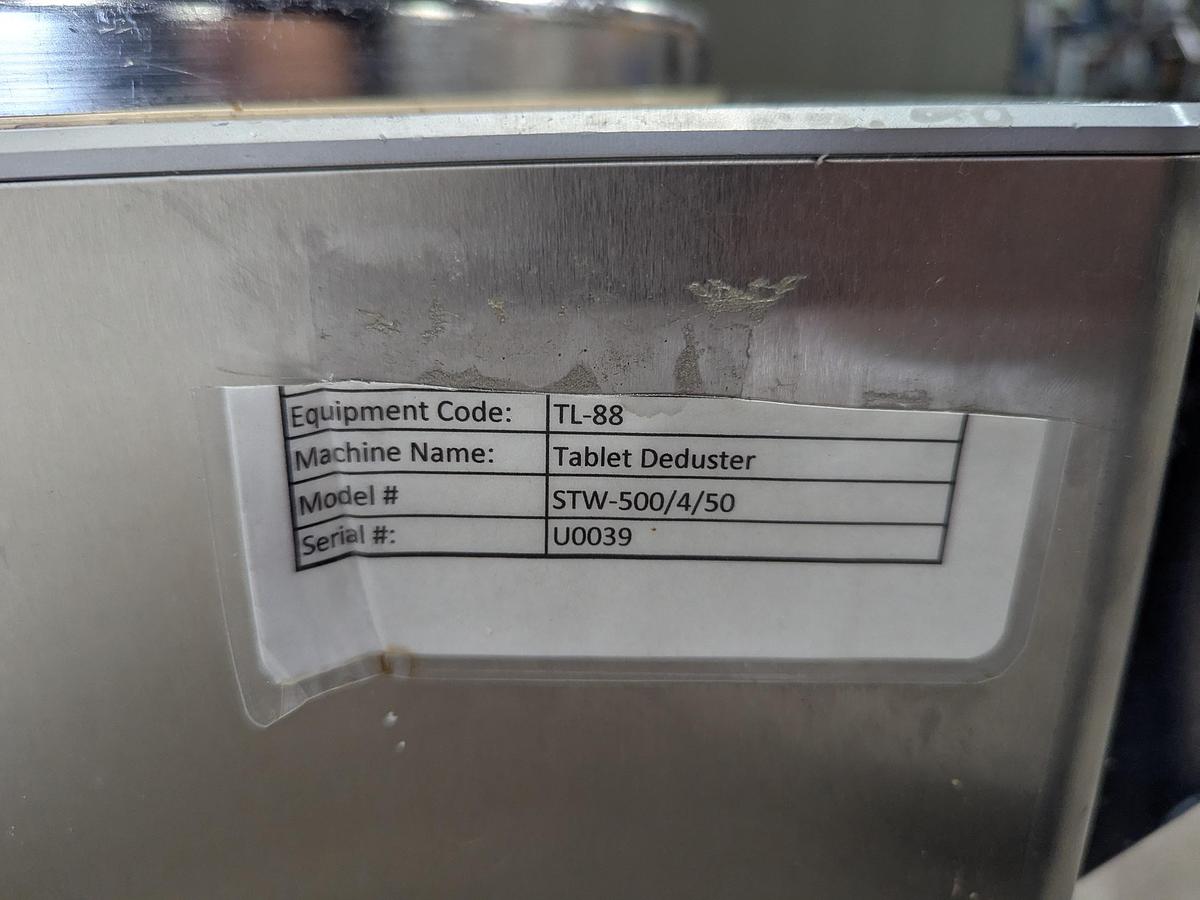 Equipment Code: TL-88
Machine Name: Tablet Deduster
Model # STW-500/4/50
Serial #: U0039